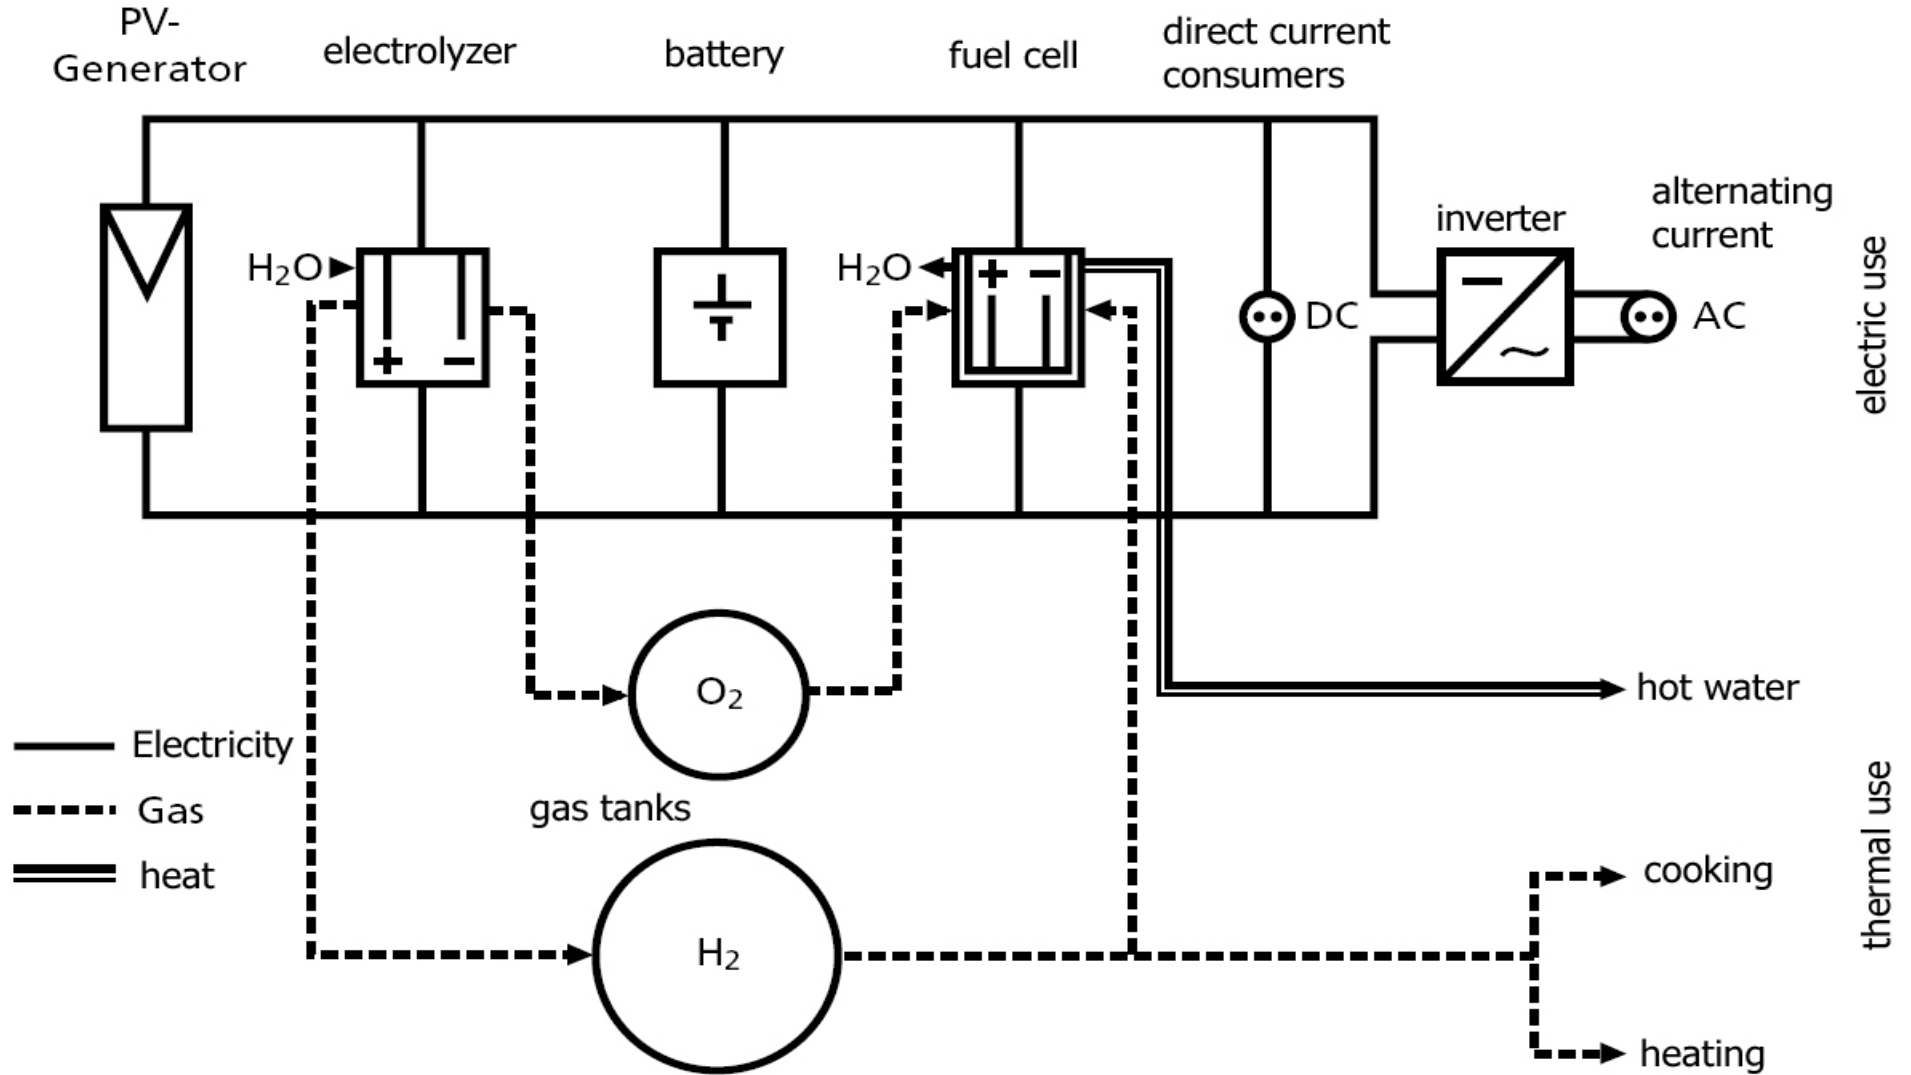 PV-
Generator
electrolyzer
battery
fuel cell
direct current
consumers
alternating
current
inverter
H₂O
H₂O
+ −
+ −
DC
AC
electric use
O₂
hot water
Electricity
Gas
gas tanks
heat
cooking
thermal use
H₂
heating